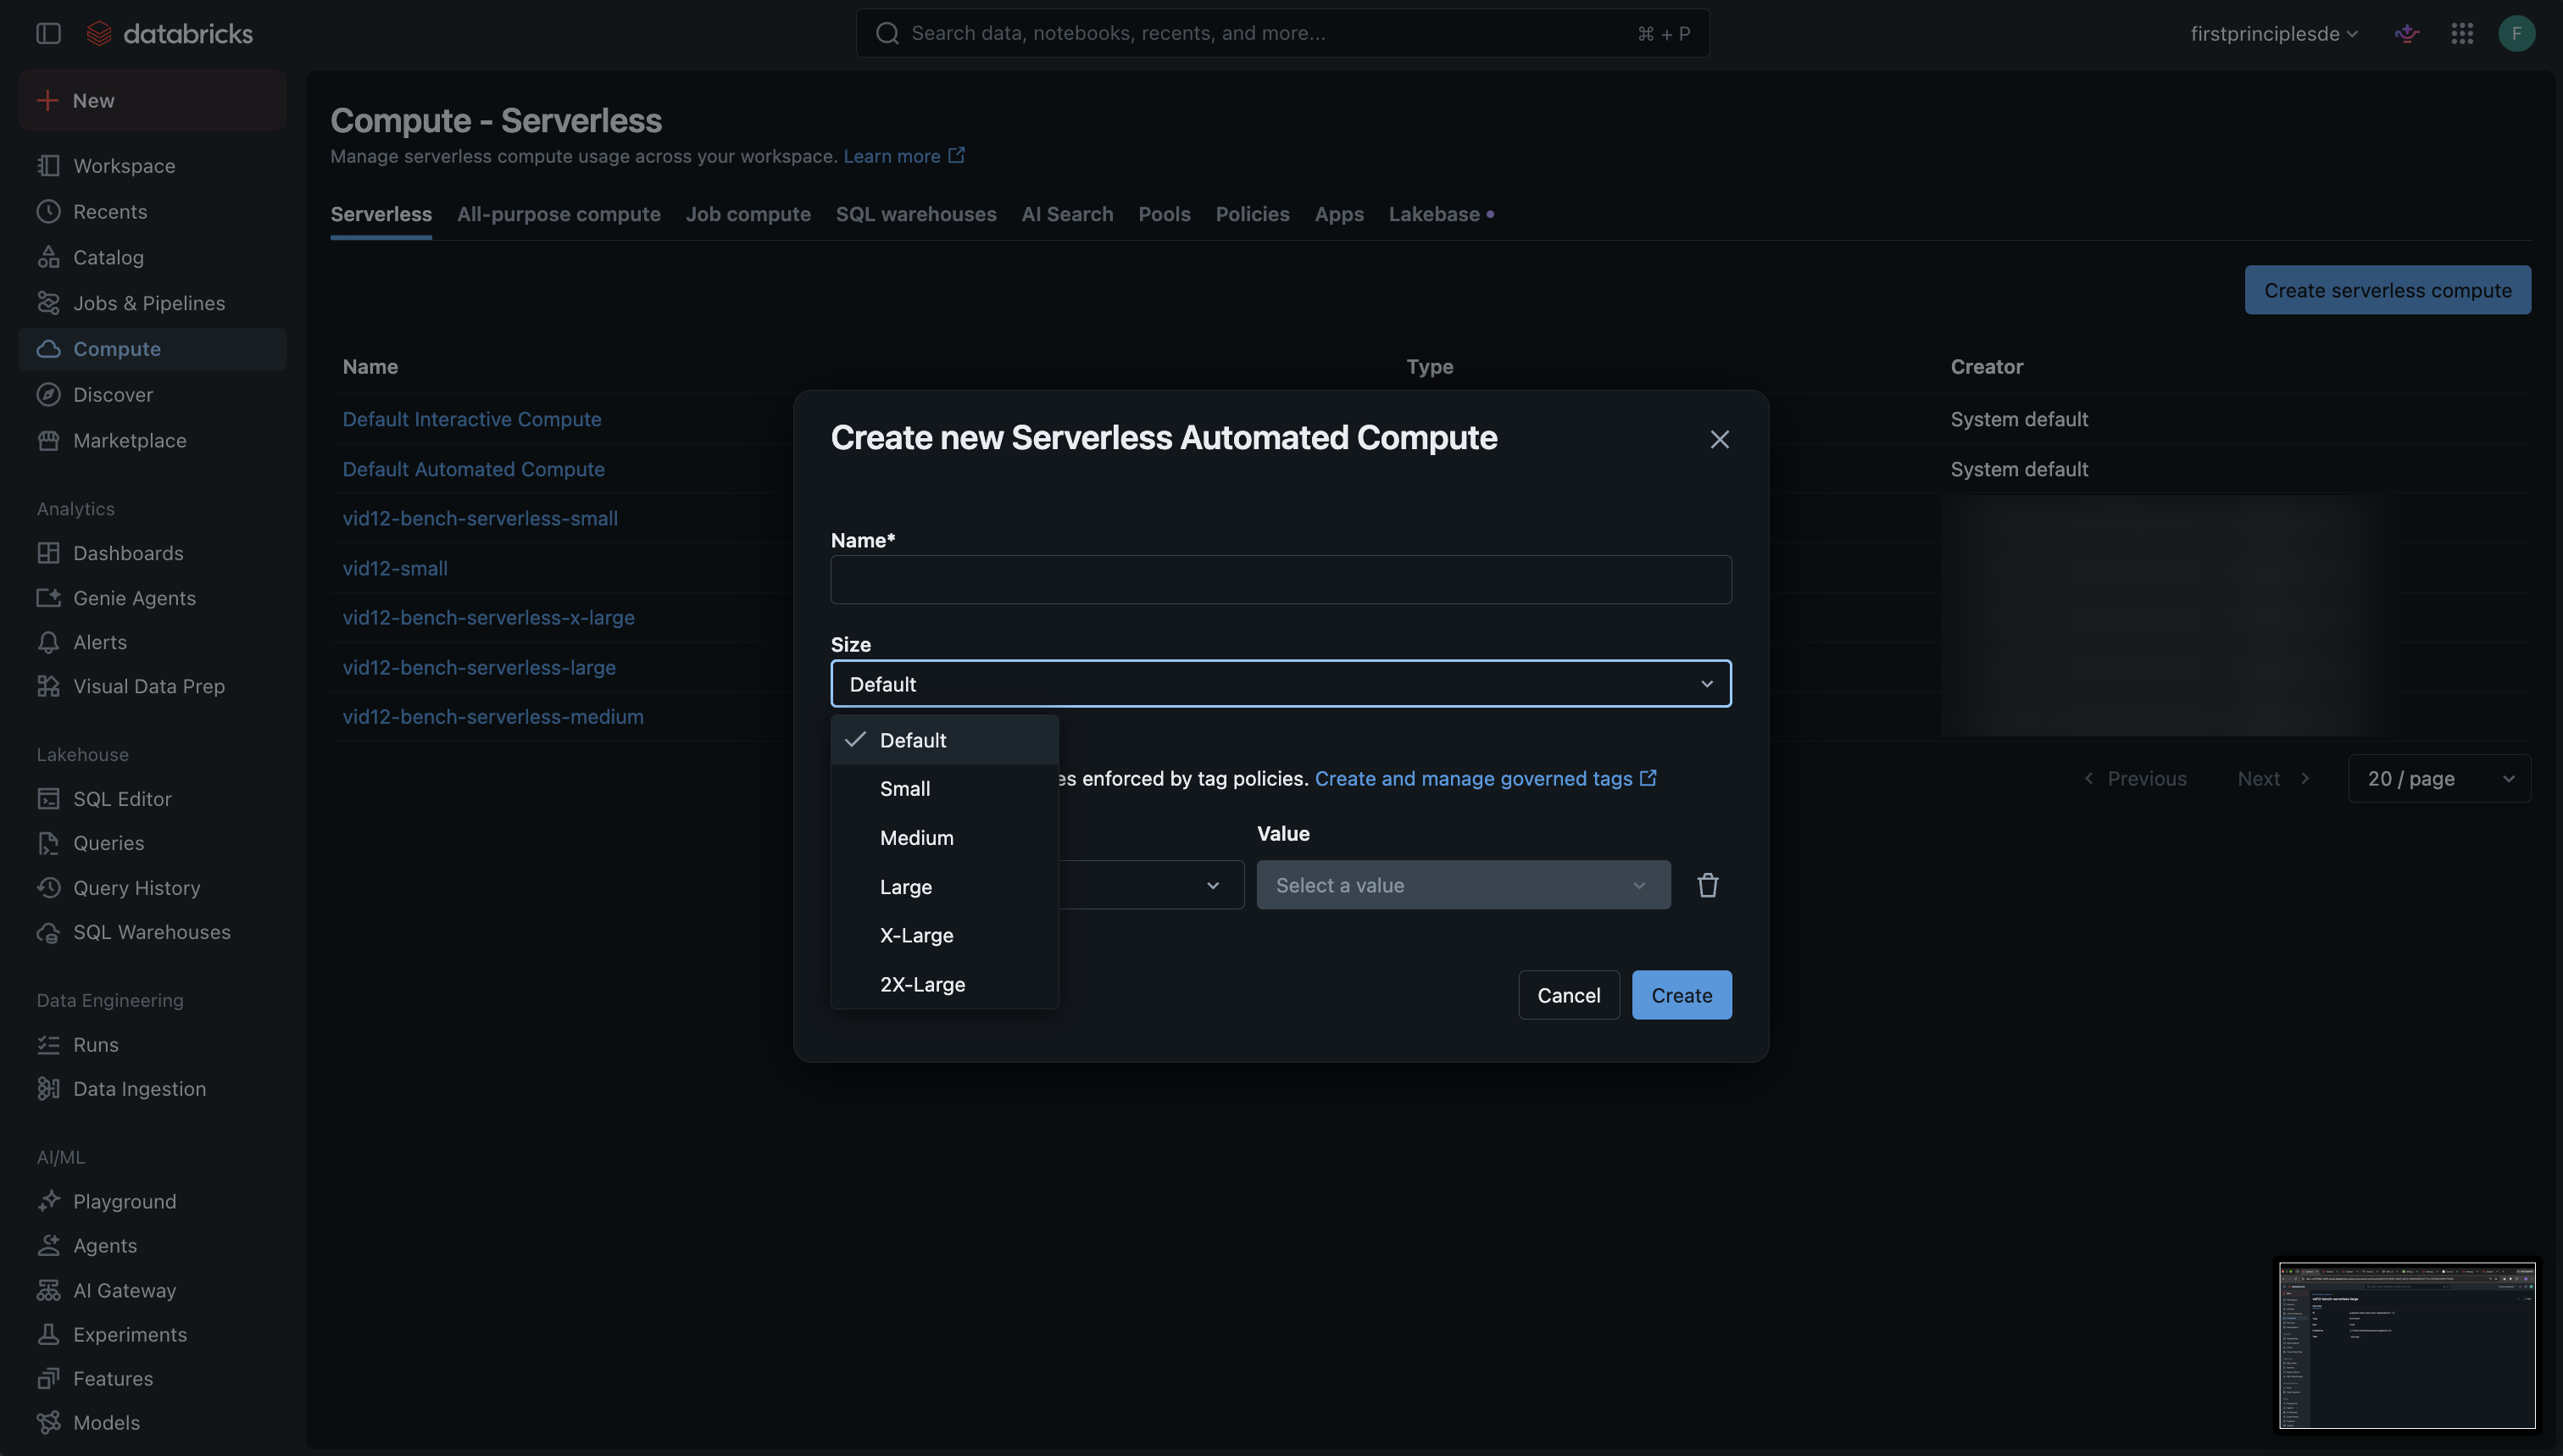 databricks
Search data, notebooks, recents, and more...
⌘ + P
firstprinciplesde
F
New
Workspace
Recents
Catalog
Jobs & Pipelines
Compute
Discover
Marketplace
Analytics
Dashboards
Genie Agents
Alerts
Visual Data Prep
Lakehouse
SQL Editor
Queries
Query History
SQL Warehouses
Data Engineering
Runs
Data Ingestion
AI/ML
Playground
Agents
AI Gateway
Experiments
Features
Models
Compute - Serverless
Manage serverless compute usage across your workspace. Learn more
Serverless All-purpose compute Job compute SQL warehouses AI Search Pools Policies Apps Lakebase
Create serverless compute
Name Type Creator
Default Interactive Compute System default
Default Automated Compute System default
vid12-bench-serverless-small
vid12-small
vid12-bench-serverless-x-large
vid12-bench-serverless-large
vid12-bench-serverless-medium
Previous Next 20 / page
Create new Serverless Automated Compute
Name*
Size
Default
Default
Small
Medium
Large
X-Large
2X-Large
enforced by tag policies. Create and manage governed tags
Value
Select a value
Cancel Create